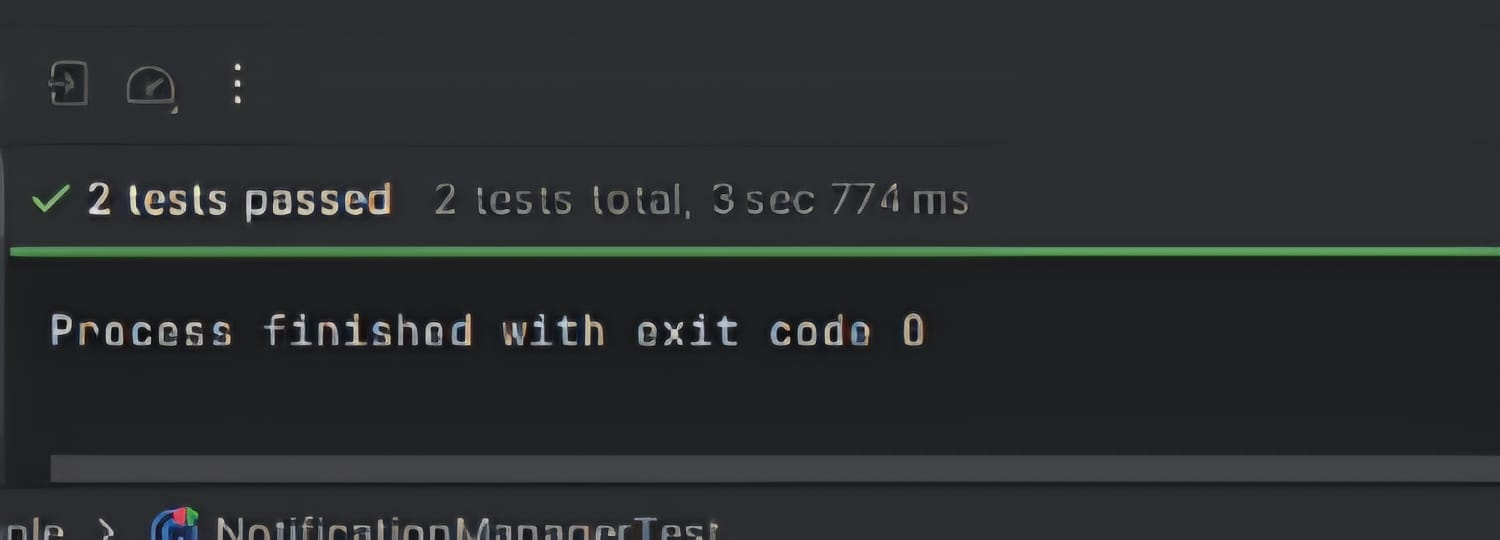 2 tests passed 2 tests total, 3 sec 774 ms
Process finished with exit code 0
NotificationManagerTest